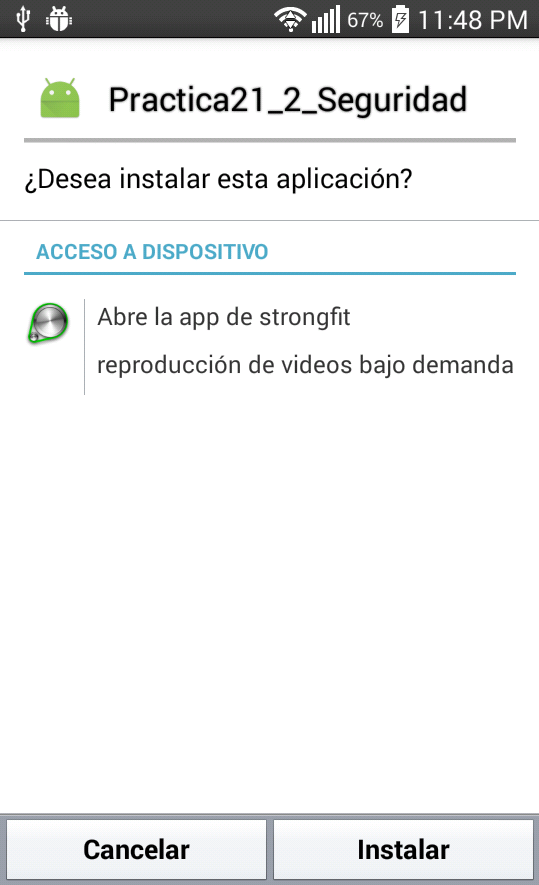 67% 11:48 PM
Practica21_2_Seguridad
¿Desea instalar esta aplicación?
ACCESO A DISPOSITIVO
Abre la app de strongfit
reproducción de videos bajo demanda
Cancelar
Instalar